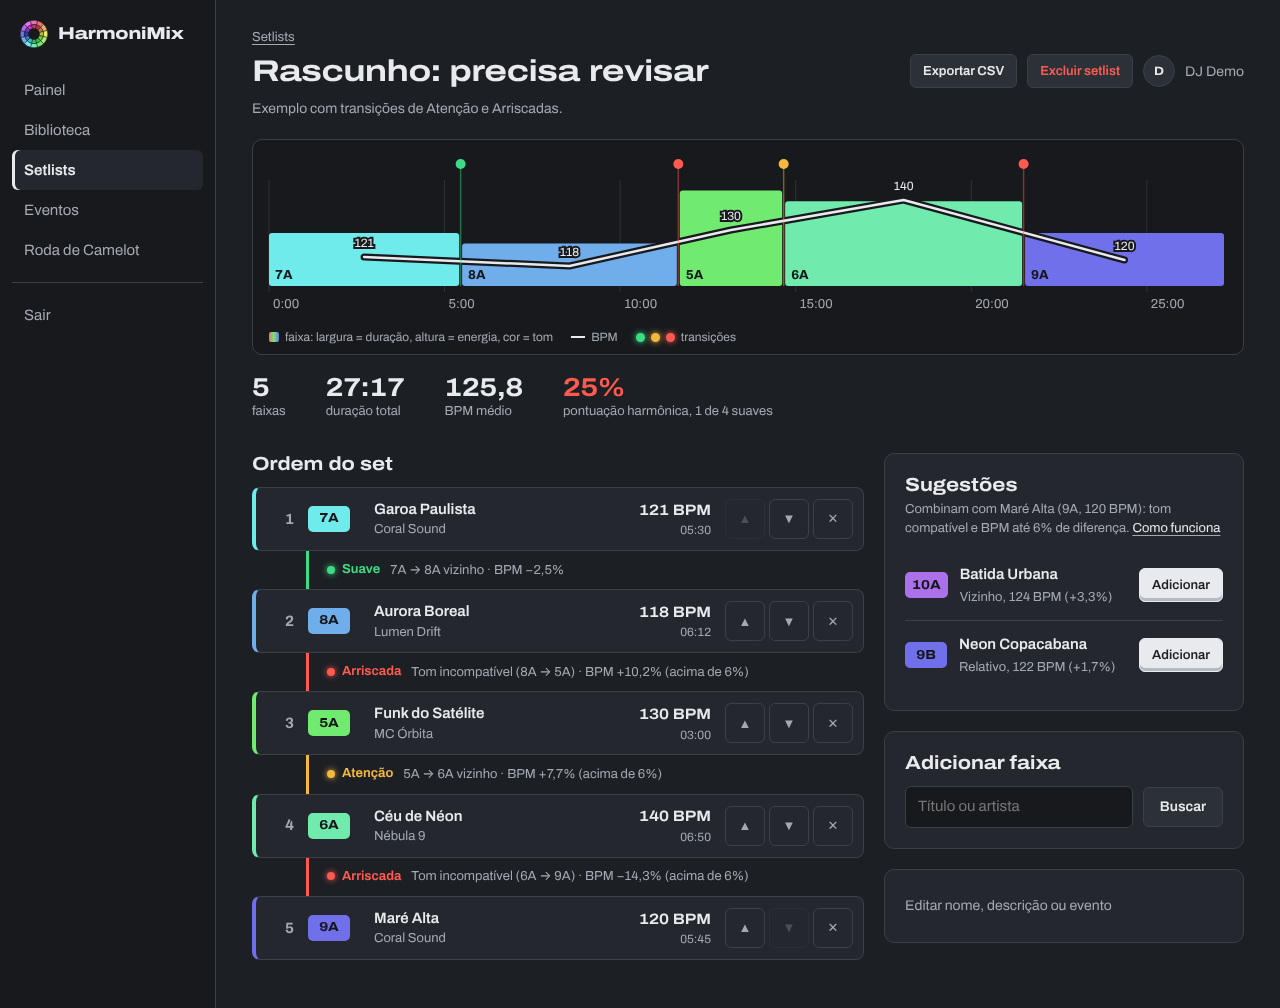 HarmoniMix
Painel
Biblioteca
Setlists
Eventos
Roda de Camelot
Sair
Setlists
Rascunho: precisa revisar
Exportar CSV
Excluir setlist
D
DJ Demo
Exemplo com transições de Atenção e Arriscadas.
121
118
130
140
120
7A
8A
5A
6A
9A
0:00
5:00
10:00
15:00
20:00
25:00
faixa: largura = duração, altura = energia, cor = tom
BPM
transições
5
faixas
27:17
duração total
125,8
BPM médio
25%
pontuação harmônica, 1 de 4 suaves
Ordem do set
1
7A
Garoa Paulista
Coral Sound
121 BPM
05:30
▲
▼
×
Suave 7A → 8A vizinho · BPM −2,5%
2
8A
Aurora Boreal
Lumen Drift
118 BPM
06:12
▲
▼
×
Arriscada Tom incompatível (8A → 5A) · BPM +10,2% (acima de 6%)
3
5A
Funk do Satélite
MC Órbita
130 BPM
03:00
▲
▼
×
Atenção 5A → 6A vizinho · BPM +7,7% (acima de 6%)
4
6A
Céu de Néon
Nébula 9
140 BPM
06:50
▲
▼
×
Arriscada Tom incompatível (6A → 9A) · BPM −14,3% (acima de 6%)
5
9A
Maré Alta
Coral Sound
120 BPM
05:45
▲
▼
×
Sugestões
Combinam com Maré Alta (9A, 120 BPM): tom
compatível e BPM até 6% de diferença. Como funciona
10A
Batida Urbana
Vizinho, 124 BPM (+3,3%)
Adicionar
9B
Neon Copacabana
Relativo, 122 BPM (+1,7%)
Adicionar
Adicionar faixa
Título ou artista
Buscar
Editar nome, descrição ou evento